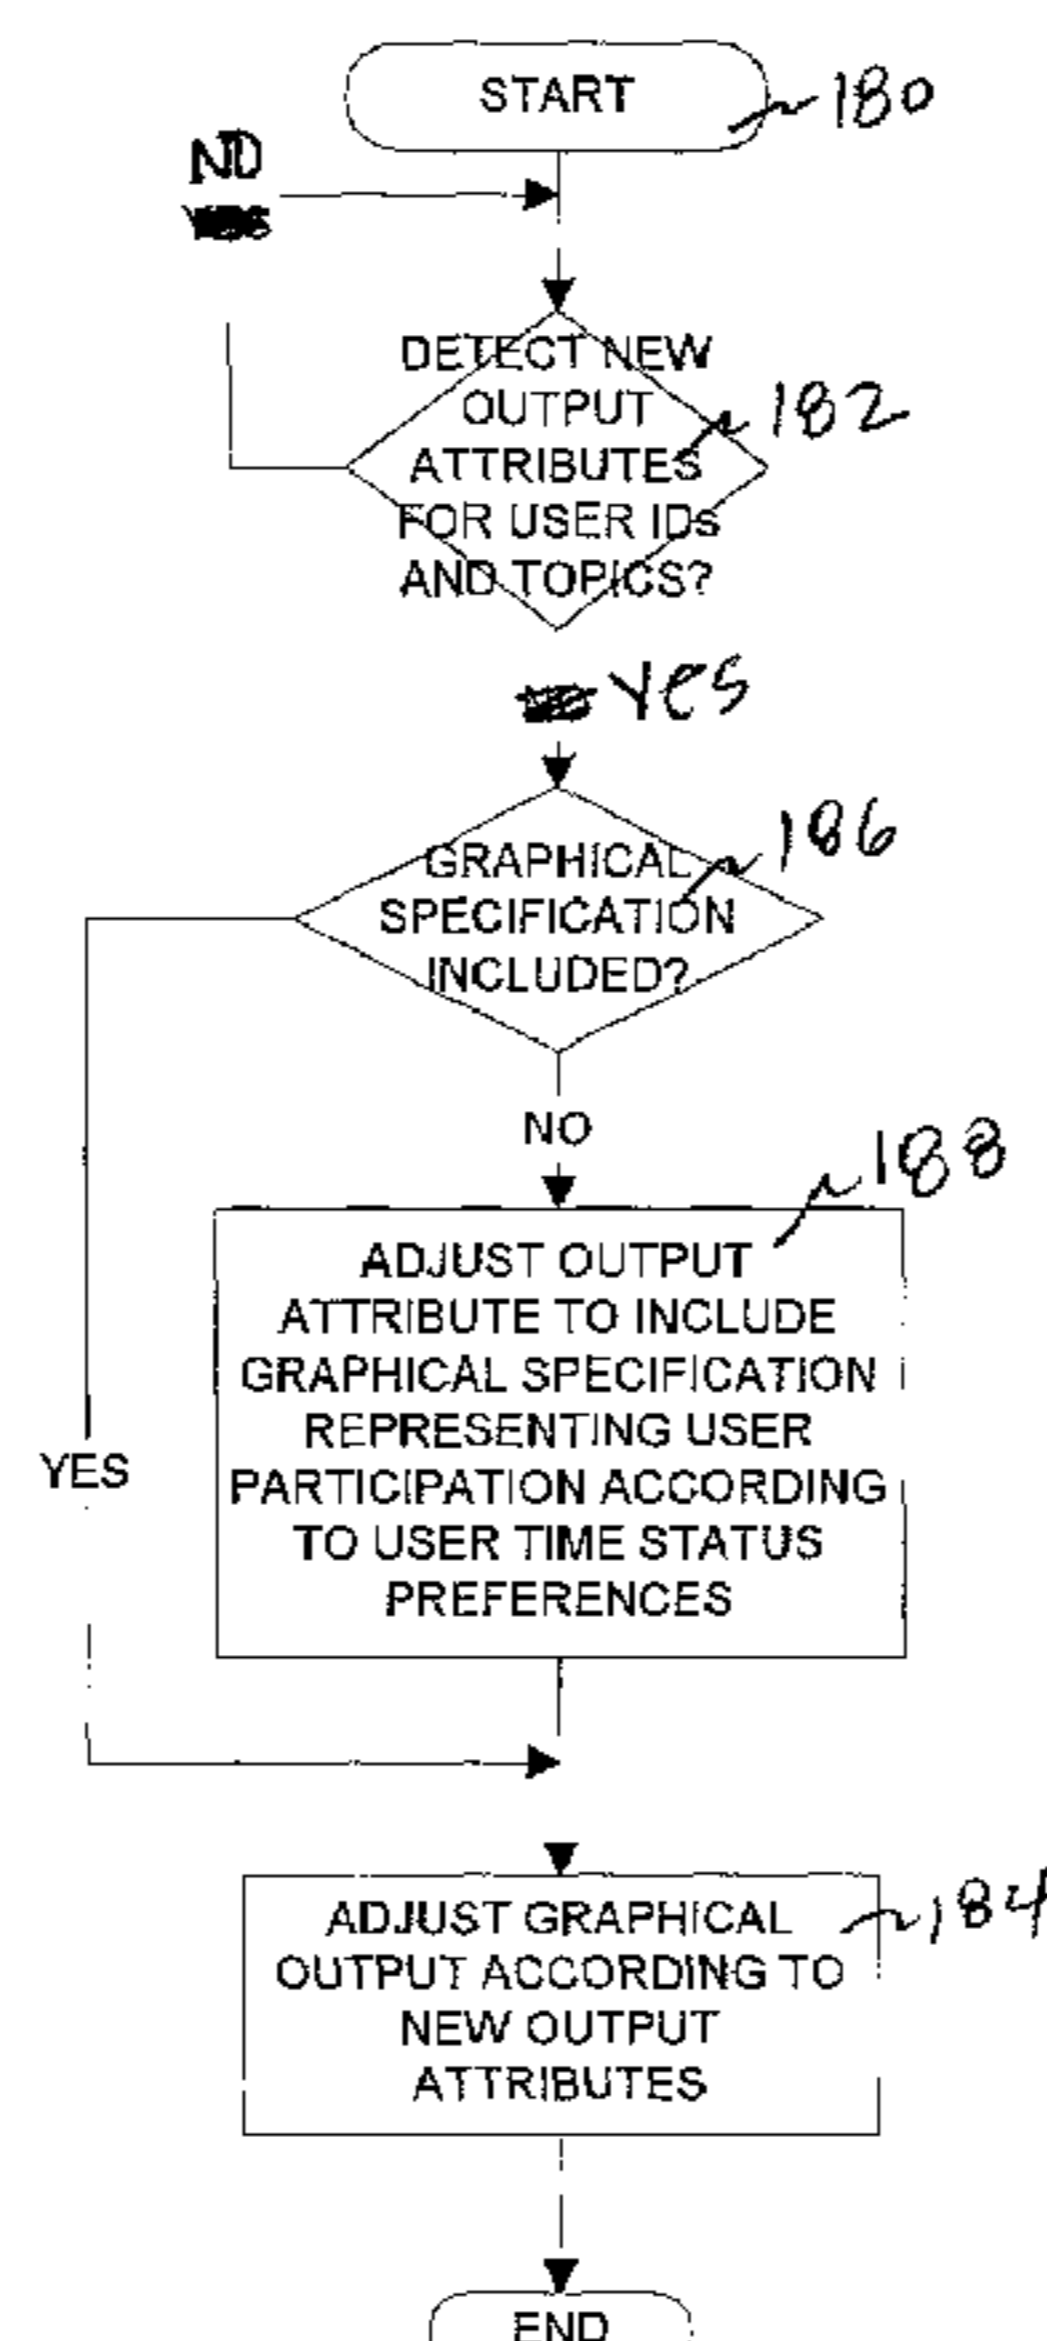 START
180
NO
DETECT NEW
OUTPUT
182
ATTRIBUTES
FOR USER IDs
AND TOPICS?
Yes
186
GRAPHICAL
SPECIFICATION
INCLUDED?
NO
188
ADJUST OUTPUT
ATTRIBUTE TO INCLUDE
GRAPHICAL SPECIFICATION
REPRESENTING USER
YES
PARTICIPATION ACCORDING
TO USER TIME STATUS
PREFERENCES
184
ADJUST GRAPHICAL
OUTPUT ACCORDING TO
NEW OUTPUT
ATTRIBUTES
END